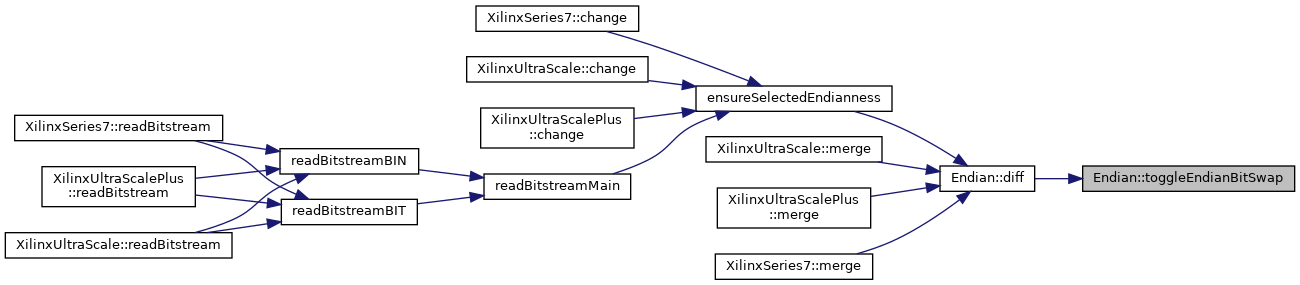 XilinxSeries7::change
XilinxUltraScale::change
ensureSelectedEndianness
XilinxUltraScalePlus
::change
XilinxSeries7::readBitstream
XilinxUltraScale::merge
readBitstreamBIN
XilinxUltraScalePlus
::readBitstream
readBitstreamMain
Endian::diff
Endian::toggleEndianBitSwap
XilinxUltraScalePlus
::merge
readBitstreamBIT
XilinxUltraScale::readBitstream
XilinxSeries7::merge